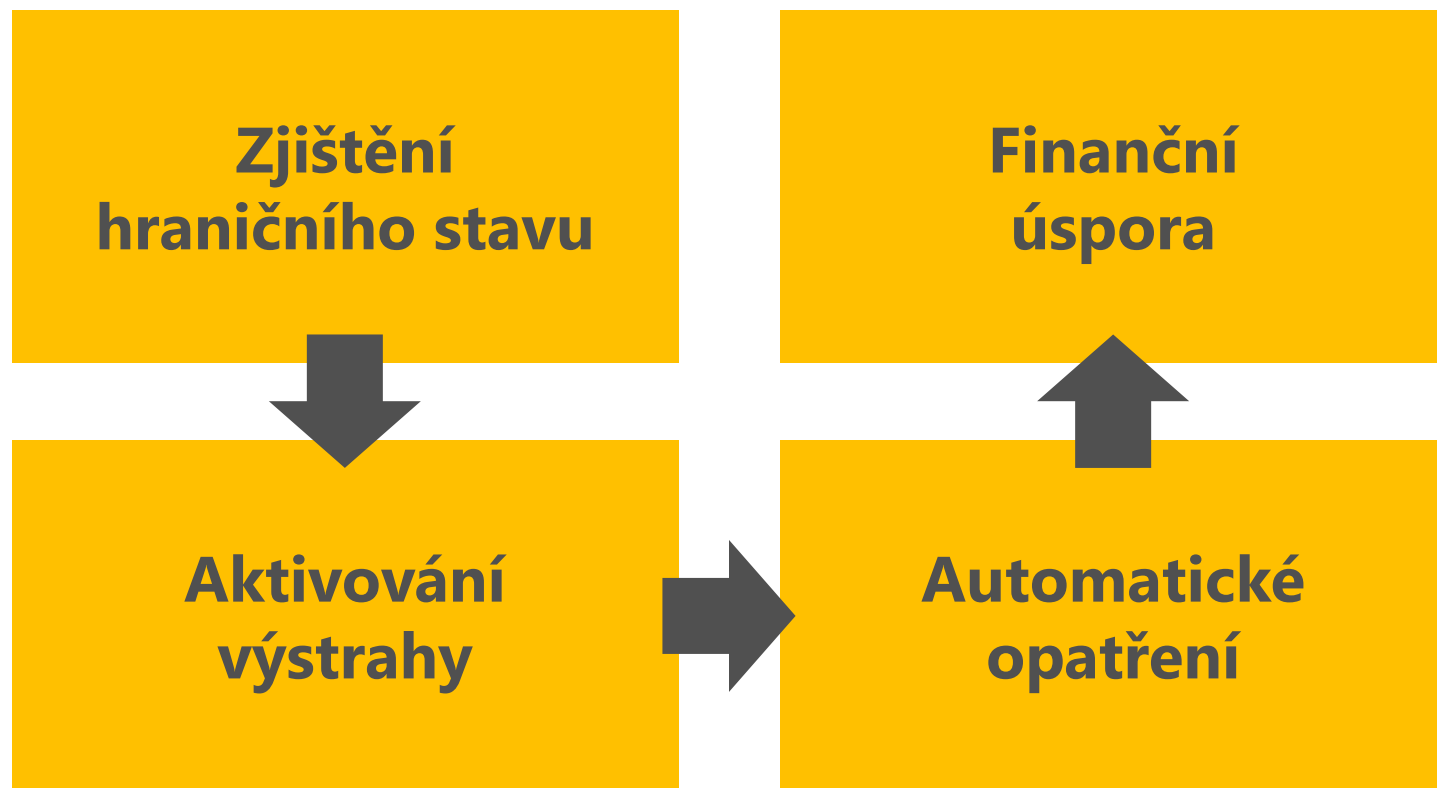 Zjištění
hraničního stavu
Aktivování
výstrahy
Automatické
opatření
Finanční
úspora